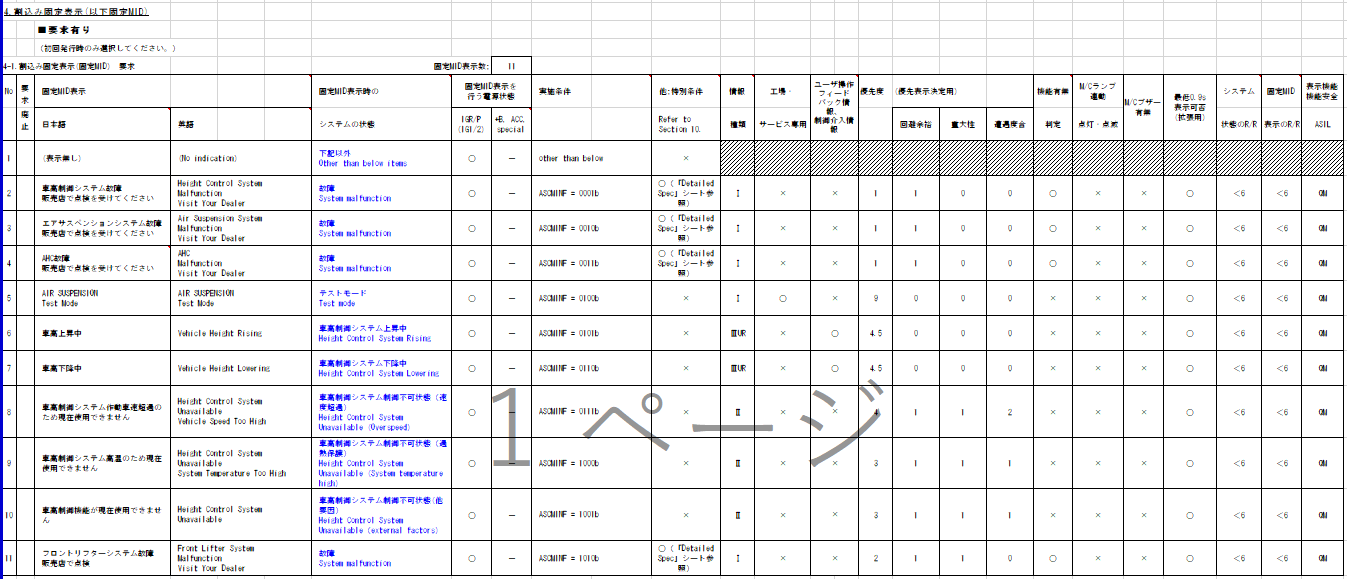 4.割込み固定表示(以下固定MID)
■要求有り
(初回発行時のみ選択してください。)
4-1.割込み固定表示(固定MID) 要求 固定MID表示数: 11
No 要求廃止 固定MID表示 固定MID表示時の 固定MID表示を行う電源状態 実施条件 他:特別条件 情報 工場・ ユーザ操作フィードバック情報、制御介入情報 優先度 (優先表示決定用) 機能有無 M/Cランプ連動 M/Cブザー有無 最低0.9s表示可否(拡張用) システム 固定MID 表示機能機能安全
日本語 英語 システムの状態 IGR/P (IG1/2) +B, ACC, special Refer to Section 10. 種類 サービス専用 回避余裕 重大性 遭遇度合 判定 点灯・点滅 状態のR/R 表示のR/R ASIL
1 (表示無し) (No indication) 下記以外 Other than below items ○ － other than below ×
2 車高制御システム故障 販売店で点検を受けてください Height Control System Malfunction Visit Your Dealer 故障 System malfunction ○ － ASCMINF = 0001b ○(「Detailed Spec」シート参照) Ⅰ × × 1 1 0 0 ○ × × ○ <6 <6 QM
3 エアサスペンションシステム故障 販売店で点検を受けてください Air Suspension System Malfunction Visit Your Dealer 故障 System malfunction ○ － ASCMINF = 0010b ○(「Detailed Spec」シート参照) Ⅰ × × 1 1 0 0 ○ × × ○ <6 <6 QM
4 AHC故障 販売店で点検を受けてください AHC Malfunction Visit Your Dealer 故障 System malfunction ○ － ASCMINF = 0011b ○(「Detailed Spec」シート参照) Ⅰ × × 1 1 0 0 ○ × × ○ <6 <6 QM
5 AIR SUSPENSION Test Mode AIR SUSPENSION Test Mode テストモード Test mode ○ － ASCMINF = 0100b × Ⅰ ○ × 9 0 0 0 × × × ○ <6 <6 QM
6 車高上昇中 Vehicle Height Rising 車高制御システム上昇中 Height Control System Rising ○ － ASCMINF = 0101b × ⅢUR × ○ 4.5 0 0 0 × × × ○ <6 <6 QM
7 車高下降中 Vehicle Height Lowering 車高制御システム下降中 Height Control System Lowering ○ － ASCMINF = 0110b × ⅢUR × ○ 4.5 0 0 0 × × × ○ <6 <6 QM
8 車高制御システム作動車速超過のため現在使用できません Height Control System Unavailable Vehicle Speed Too High 車高制御システム制御不可状態(速度超過) Height Control System Unavailable (Overspeed) ○ － ASCMINF = 0111b × Ⅱ × × 4 1 1 2 × × × ○ <6 <6 QM
9 車高制御システム高温のため現在使用できません Height Control System Unavailable System Temperature Too High 車高制御システム制御不可状態(過熱保護) Height Control System Unavailable (System temperature high) ○ － ASCMINF = 1000b × Ⅱ × × 3 1 1 1 × × × ○ <6 <6 QM
10 車高制御機能が現在使用できません Height Control System Unavailable 車高制御システム制御不可状態(他要因) Height Control System Unavailable (external factors) ○ － ASCMINF = 1001b × Ⅱ × × 3 1 1 1 × × × ○ <6 <6 QM
11 フロントリフターシステム故障 販売店で点検 Front Lifter System Malfunction Visit Your Dealer 故障 System malfunction ○ － ASCMINF = 1010b ○(「Detailed Spec」シート参照) Ⅰ × × 2 1 1 0 ○ × × ○ <6 <6 QM
1 ページ